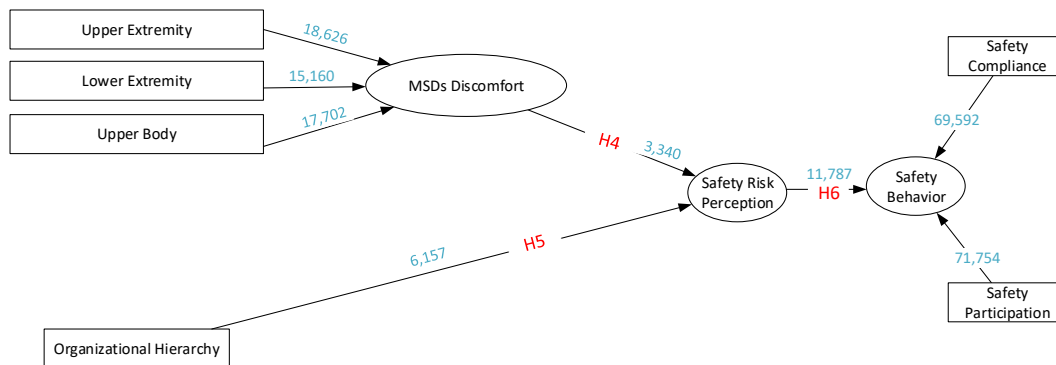 Upper Extremity
18,626
Lower Extremity
15,160
Upper Body
17,702
MSDs Discomfort
H4
3,340
Safety Risk
Perception
11,787
H6
Safety
Behavior
Safety
Compliance
69,592
71,754
Safety
Participation
H5
6,157
Organizational Hierarchy